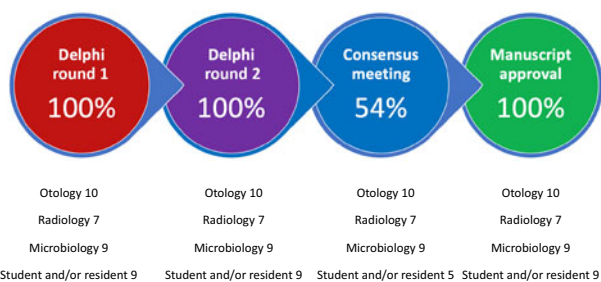 Delphi
round 1
100%
Delphi
round 2
100%
Consensus
meeting
54%
Manuscript
approval
100%
Otology 10
Radiology 7
Microbiology 9
Student and/or resident 9
Otology 10
Radiology 7
Microbiology 9
Student and/or resident 9
Otology 10
Radiology 7
Microbiology 9
Student and/or resident 5
Otology 10
Radiology 7
Microbiology 9
Student and/or resident 9